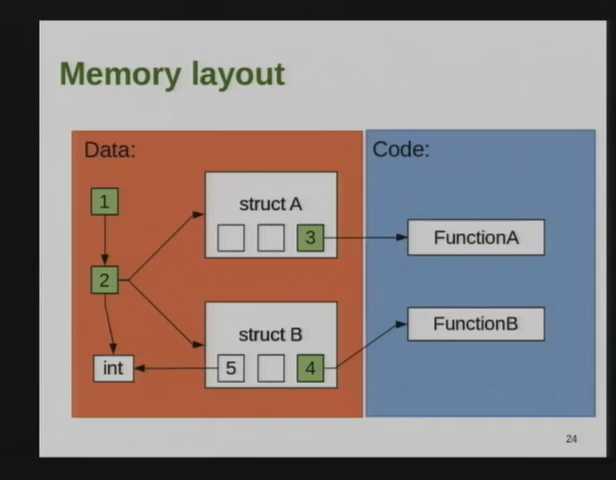 Memory layout
Data:
Code:
1
struct A
3
FunctionA
2
struct B
FunctionB
int
5
4
24